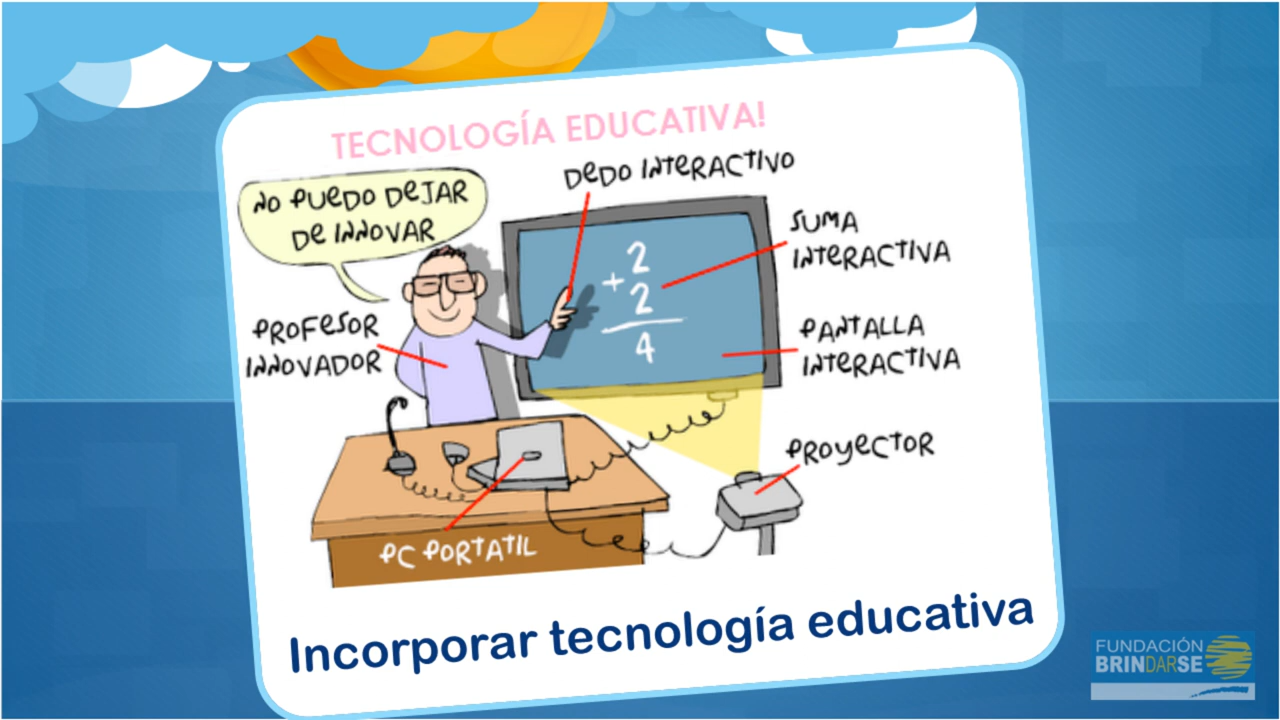 TECNOLOGÍA EDUCATIVA!
NO PUEDO DEJAR
DE INNOVAR
DEDO INTERACTIVO
SUMA
INTERACTIVA
2
+ 2
4
PROFESOR
INNOVADOR
PANTALLA
INTERACTIVA
PROYECTOR
PC PORTATIL
Incorporar tecnología educativa
FUNDACIÓN
BRINDARSE